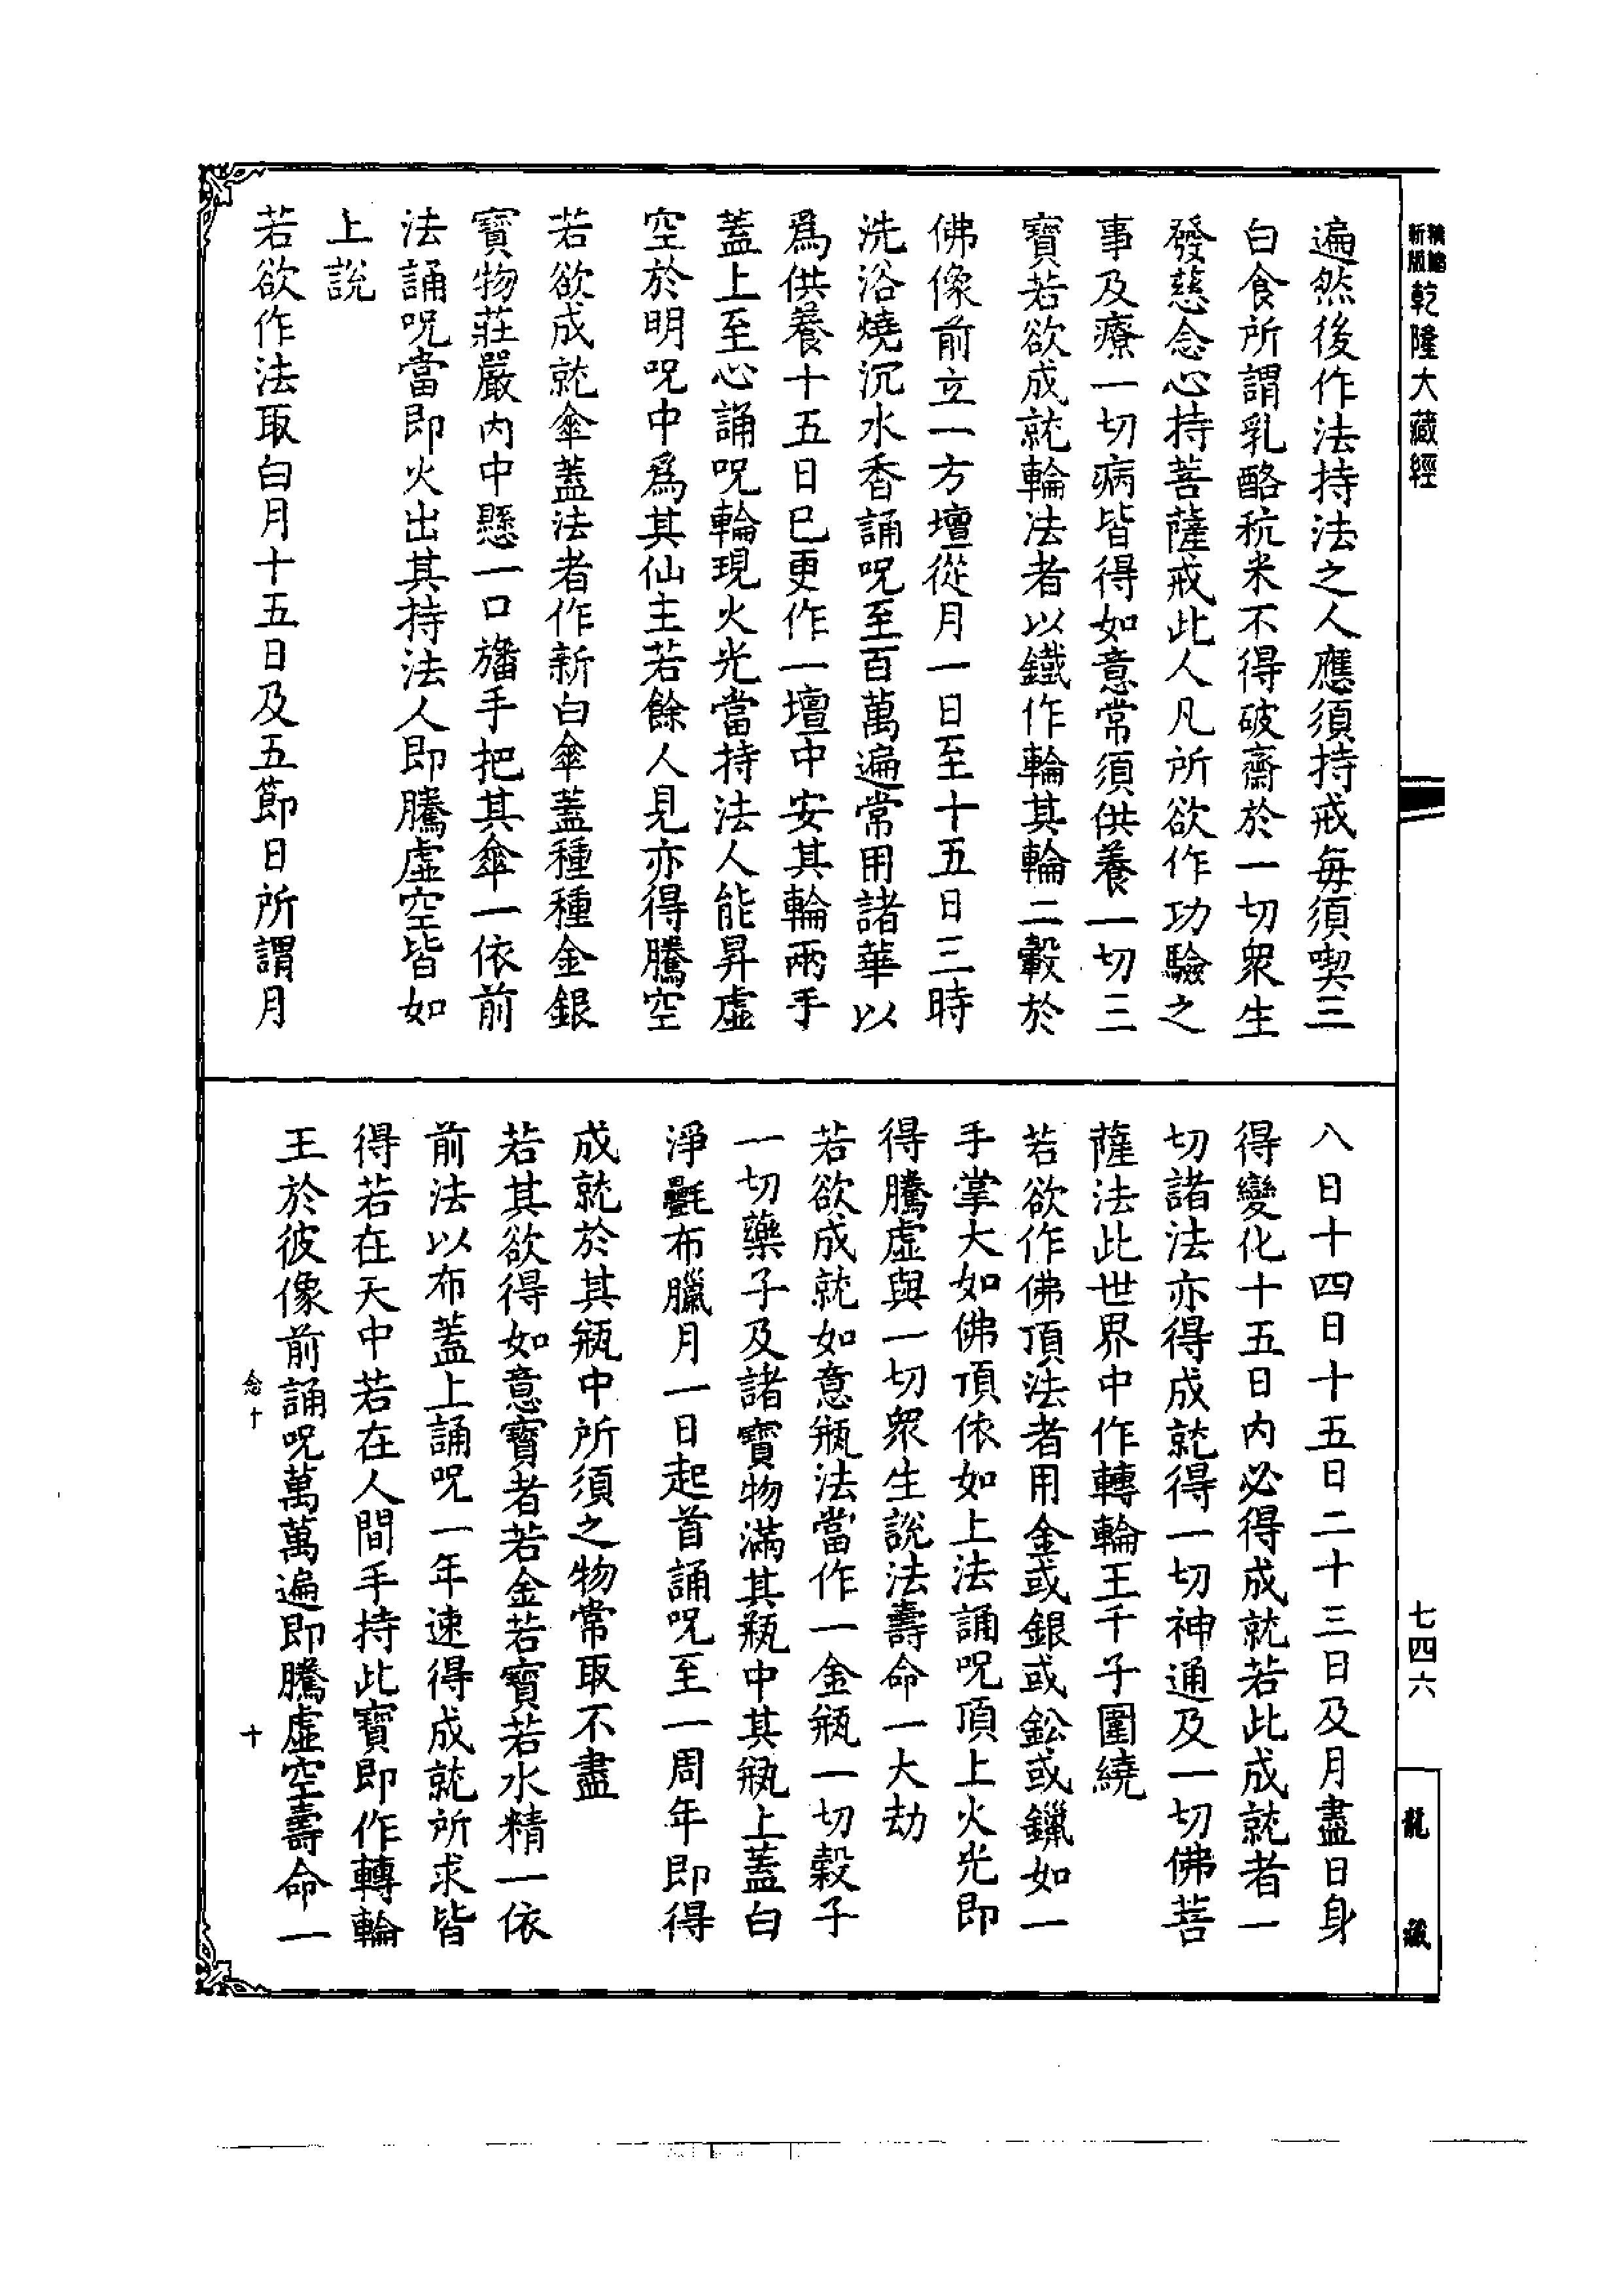 乾隆大藏經
遍然後作法持法之人應須持戒每須喫三
白食所謂乳酪秔米不得破齋於一切衆生
發慈念心持菩薩戒此人凡所欲作功驗之
事及療一切病皆得如意常須供養一切三
寶若欲成就輪法者以鐵作輪其輪二轂於
佛像前立一方壇從月一日至十五日三時
洗浴燒沉水香誦呪至百萬遍常用諸華以
爲供養十五日已更作一壇中安其輪兩手
蓋上至心誦呪輪現火光當持法人能昇虛
空於明呪中爲其仙主若餘人見亦得騰空
若欲成就傘蓋法者作新白傘蓋種種金銀
寶物莊嚴内中懸一口旛手把其傘一依前
法誦呪當即火出其持法人即騰虛空皆如
上說
若欲作法取白月十五日及五節日所謂月
八日十四日十五日二十三日及月盡日身
得變化十五日内必得成就若此成就者一
切諸法亦得成就得一切神通及一切佛菩
薩法此世界中作轉輪王千子圍繞
若欲作佛頂法者用金或銀或鈆或鑞如一
手掌大如佛頂依如上法誦呪頂上火光即
得騰虛與一切衆生說法壽命一大劫
若欲成就如意瓶法當作一金瓶一切穀子
一切藥子及諸寶物滿其瓶中其瓶上蓋白
淨㲲布臘月一日起首誦呪至一周年即得
成就於其瓶中所須之物常取不盡
若其欲得如意寶者若金若寶若水精一依
前法以布蓋上誦呪一年速得成就所求皆
得若在天中若在人間手持此寶即作轉輪
王於彼像前誦呪萬萬遍即騰虛空壽命一
念十
十
七四六
龍藏